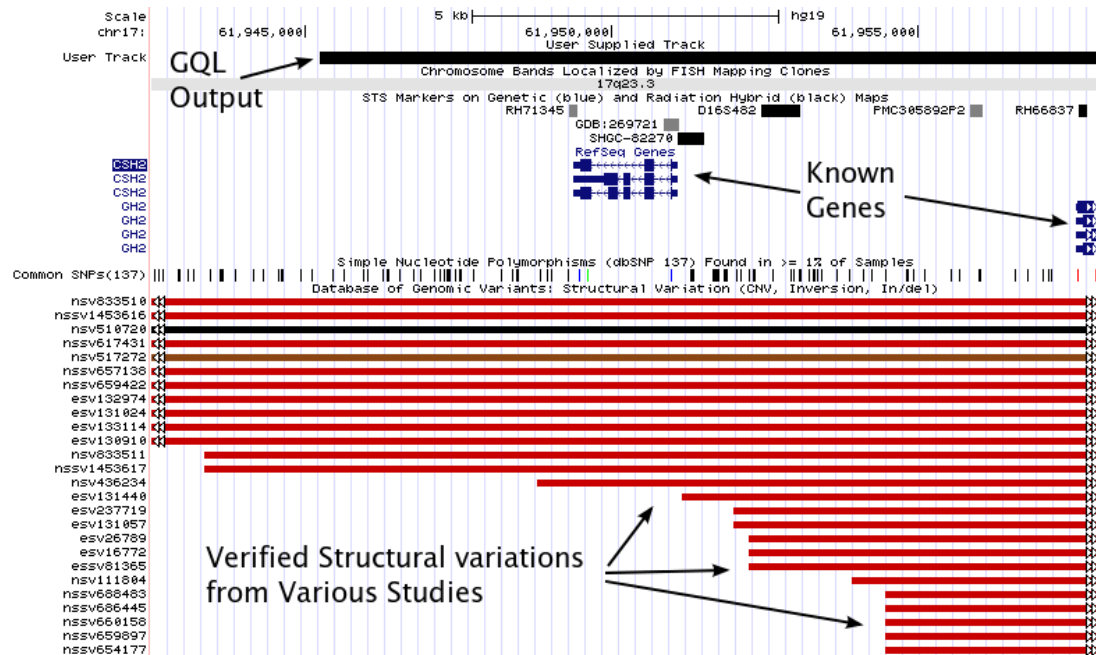 Scale 5 kb hg19
chr17: 61,945,000| 61,950,000| 61,955,000|
User Supplied Track
User Track
GQL
Output
Chromosome Bands Localized by FISH Mapping Clones
17q23.3
STS Markers on Genetic (blue) and Radiation Hybrid (black) Maps
RH71345 D16S482 PMC305892P2 RH66837
GDB:269721
SHGC-82270
RefSeq Genes
CSH2
CSH2
CSH2
GH2
GH2
GH2
GH2
Known
Genes
Simple Nucleotide Polymorphisms (dbSNP 137) Found in >= 1% of Samples
Common SNPs(137)
Database of Genomic Variants: Structural Variation (CNV, Inversion, In/del)
nsv833510
nssv1453616
nsv510720
nssv617431
nsv517272
nssv657138
nssv659422
esv132974
esv131024
esv133114
esv130910
nsv833511
nssv1453617
nsv436234
esv131440
esv237719
esv131057
esv26789
esv16772
essv81365
nsv111804
nssv688483
nssv686445
nssv660158
nssv659897
nssv654177
Verified Structural variations
from Various Studies